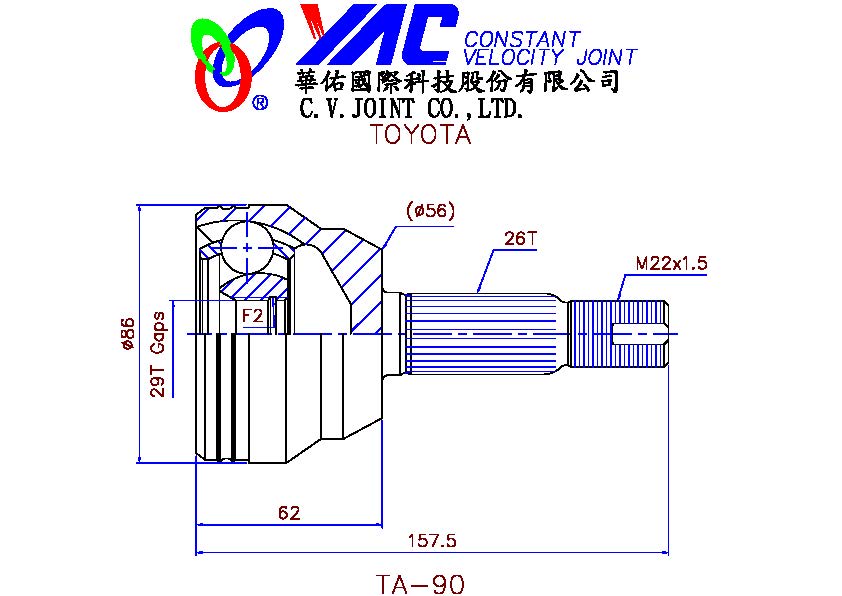 YAC CONSTANT
VELOCITY JOINT
華佑國際科技股份有限公司
®
C.V.JOINT CO.,LTD.
TOYOTA
(ø56)
26T
M22x1.5
F2
ø86
29T Gaps
62
157.5
TA-90